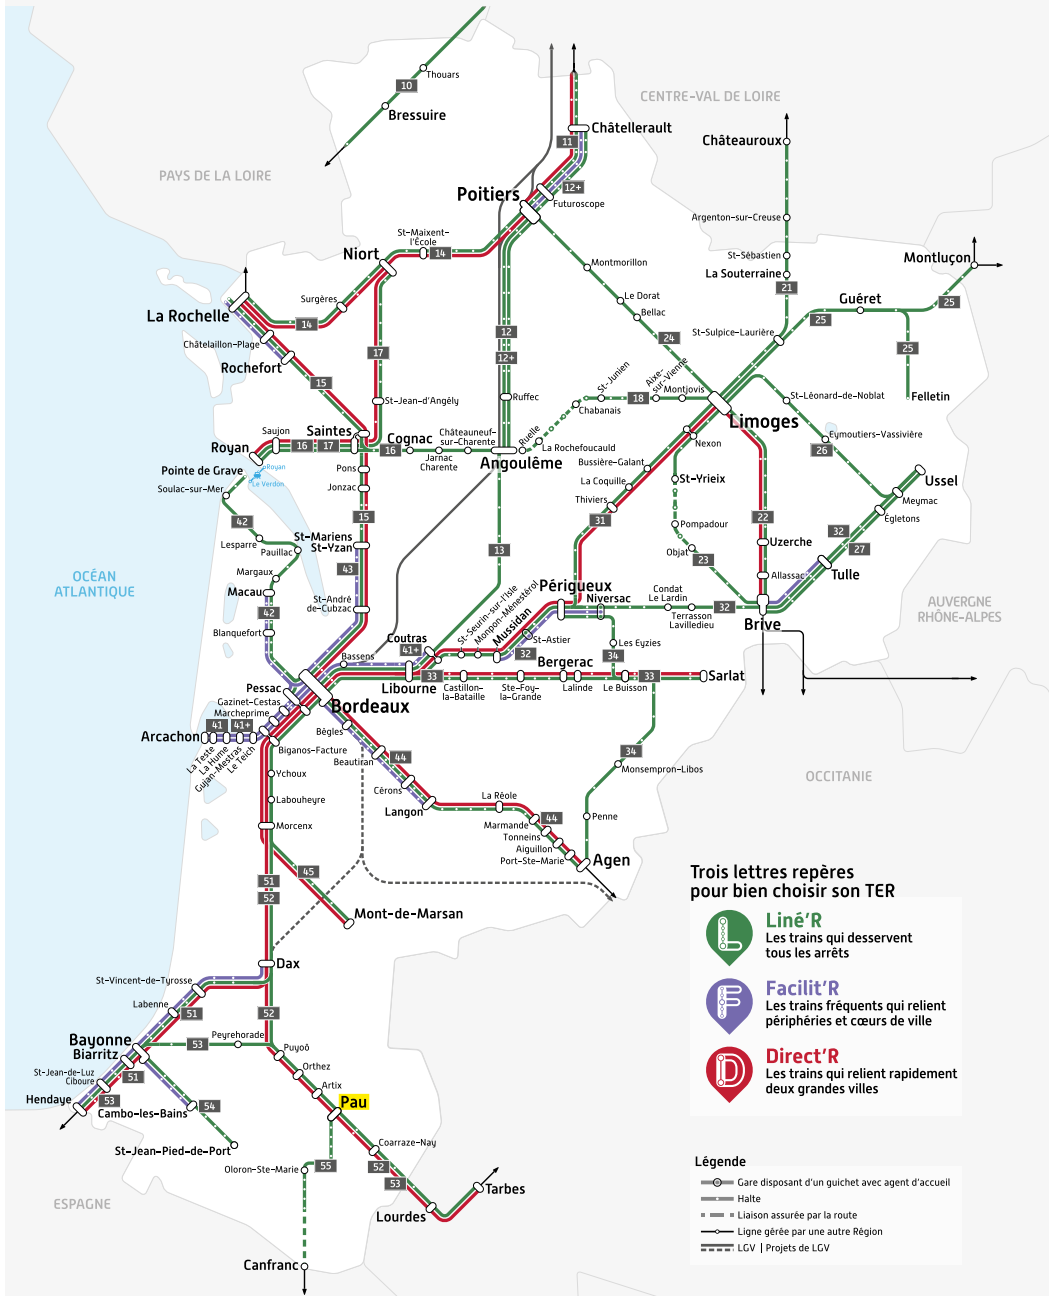 Thouars
10
Bressuire
CENTRE-VAL DE LOIRE
PAYS DE LA LOIRE
Châtellerault
11
12+
Futuroscope
Poitiers
Châteauroux
Argenton-sur-Creuse
St-Sébastien
La Souterraine
21
Montluçon
Guéret
25
25
25
Felletin
St-Sulpice-Laurière
St-Maixent-
l'École
14
Niort
Surgères
14
La Rochelle
Châtelaillon-Plage
Rochefort
15
17
St-Jean-d'Angély
Montmorillon
Le Dorat
Bellac
24
12
12+
Ruffec
St-Junien
Aixe-
sur-Vienne
Montjovis
18
Chabanais
La Rochefoucauld
Ruelle
Limoges
St-Léonard-de-Noblat
Eymoutiers-Vassivière
26
Ussel
Meymac
Égletons
32
27
Tulle
Saintes
Saujon
Royan
16
17
16
Cognac
Jarnac
Charente
Châteauneuf-
sur-Charente
Angoulême
Pointe de Grave
Royan
Le Verdon
Soulac-sur-Mer
42
Lesparre
Pauillac
Margaux
Macau
42
Blanquefort
Pons
Jonzac
15
St-Mariens
St-Yzan
43
St-André
de-Cubzac
OCÉAN
ATLANTIQUE
13
Nexon
Bussière-Galant
La Coquille
Thiviers
31
St-Yrieix
Pompadour
Objat
23
22
Uzerche
Allassac
Brive
AUVERGNE
RHÔNE-ALPES
Périgueux
Niversac
Condat
Le Lardin
Terrasson
Lavilledieu
32
St-Seurin-sur-l'Isle
Monpon-Ménestérol
Mussidan
St-Astier
32
Les Eyzies
34
Coutras
41+
Bassens
Libourne
33
Castillon-
la-Bataille
Ste-Foy-
la-Grande
Bergerac
Lalinde
Le Buisson
33
Sarlat
Pessac
Gazinet-Cestas
Marcheprime
Bordeaux
Arcachon
41
41+
La Teste
La Hume
Gujan-Mestras
Le Teich
Biganos-Facture
Bègles
Beautiran
44
Cérons
Langon
Ychoux
Labouheyre
Morcenx
La Réole
44
Marmande
Tonneins
Aiguillon
Port-Ste-Marie
Agen
34
Monsempron-Libos
Penne
OCCITANIE
45
51
52
Mont-de-Marsan
Dax
St-Vincent-de-Tyrosse
Labenne
51
52
Bayonne
Biarritz
53
Peyrehorade
Puyoô
Orthez
Artix
Pau
St-Jean-de-Luz
Ciboure
51
Hendaye
53
Cambo-les-Bains
54
St-Jean-Pied-de-Port
Coarraze-Nay
52
53
55
Oloron-Ste-Marie
Lourdes
Tarbes
ESPAGNE
Canfranc
Trois lettres repères
pour bien choisir son TER
Liné'R
Les trains qui desservent
tous les arrêts
Facilit'R
Les trains fréquents qui relient
périphéries et cœurs de ville
Direct'R
Les trains qui relient rapidement
deux grandes villes
Légende
Gare disposant d'un guichet avec agent d'accueil
Halte
Liaison assurée par la route
Ligne gérée par une autre Région
LGV | Projets de LGV